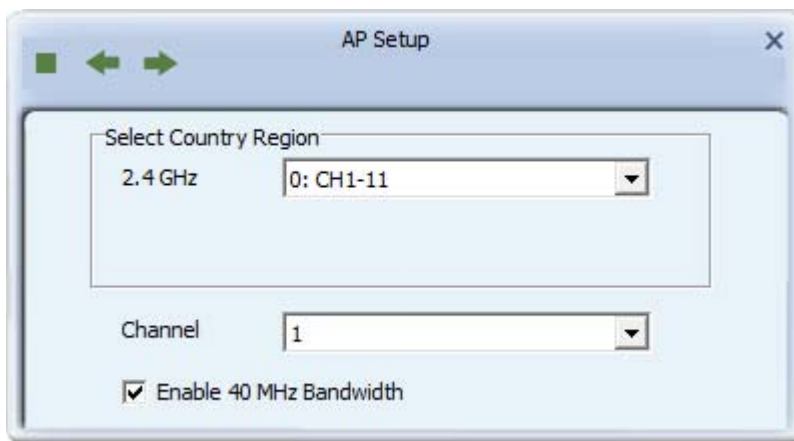 AP Setup
Select Country Region
2.4 GHz
0: CH1-11
Channel
1
Enable 40 MHz Bandwidth